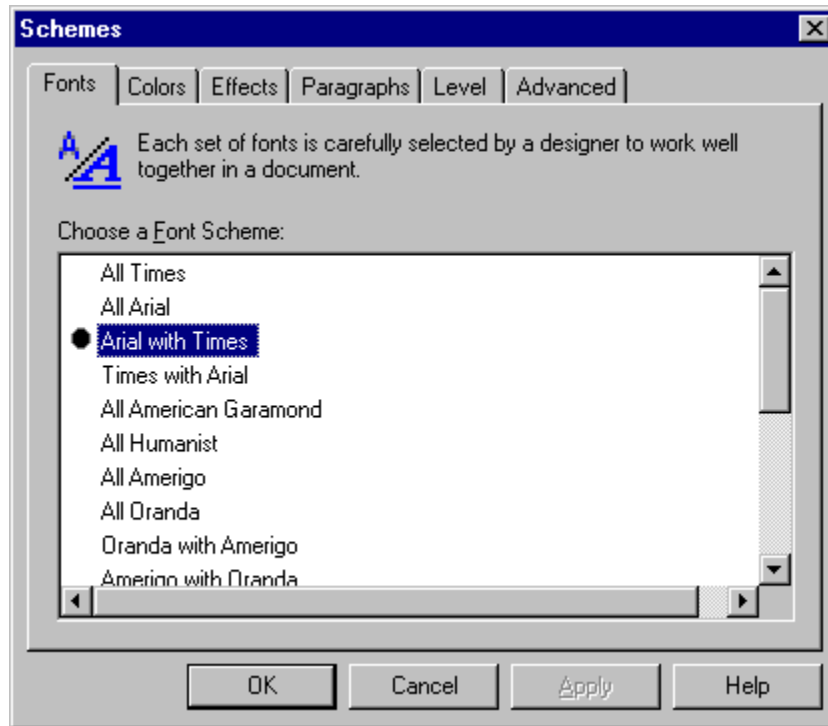 Schemes
Fonts
Colors
Effects
Paragraphs
Level
Advanced
Each set of fonts is carefully selected by a designer to work well
together in a document.
Choose a Font Scheme:
All Times
All Arial
Arial with Times
Times with Arial
All American Garamond
All Humanist
All Amerigo
All Oranda
Oranda with Amerigo
Amerigo with Oranda
OK
Cancel
Apply
Help